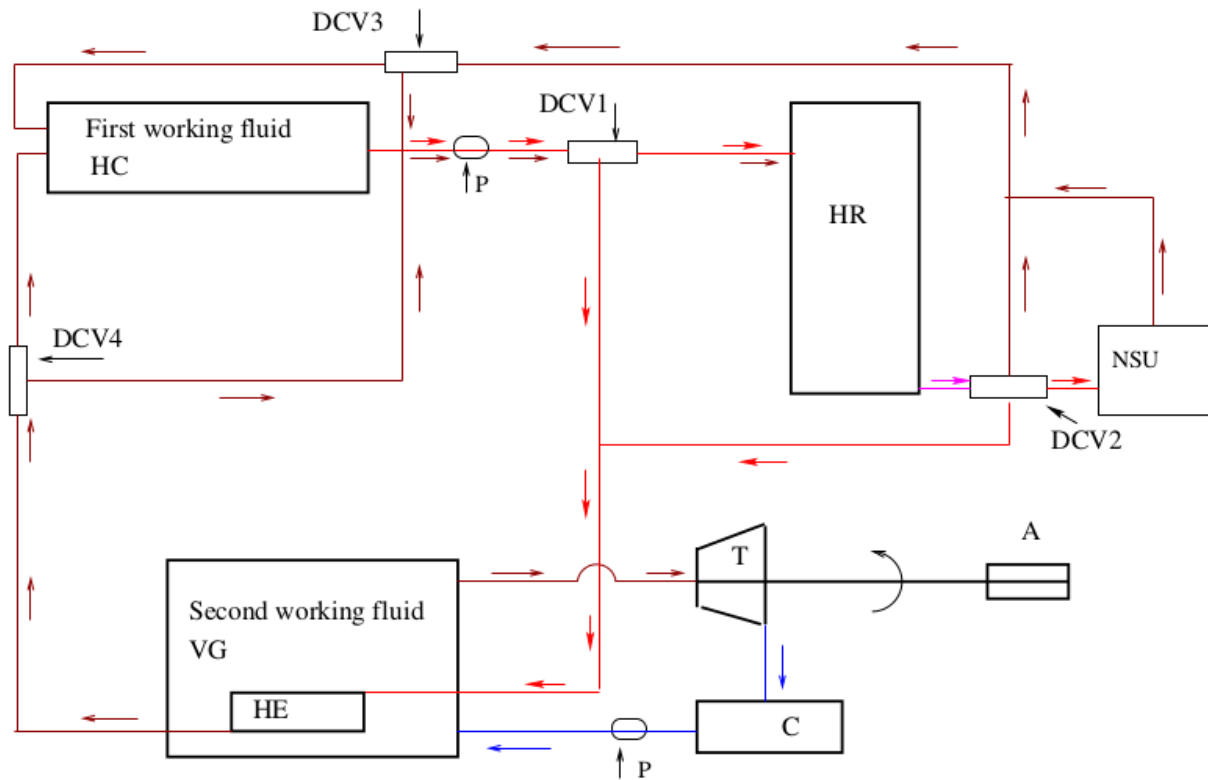 DCV3
DCV1
First working fluid
HC
P
HR
DCV4
NSU
DCV2
T
A
Second working fluid
VG
HE
C
P